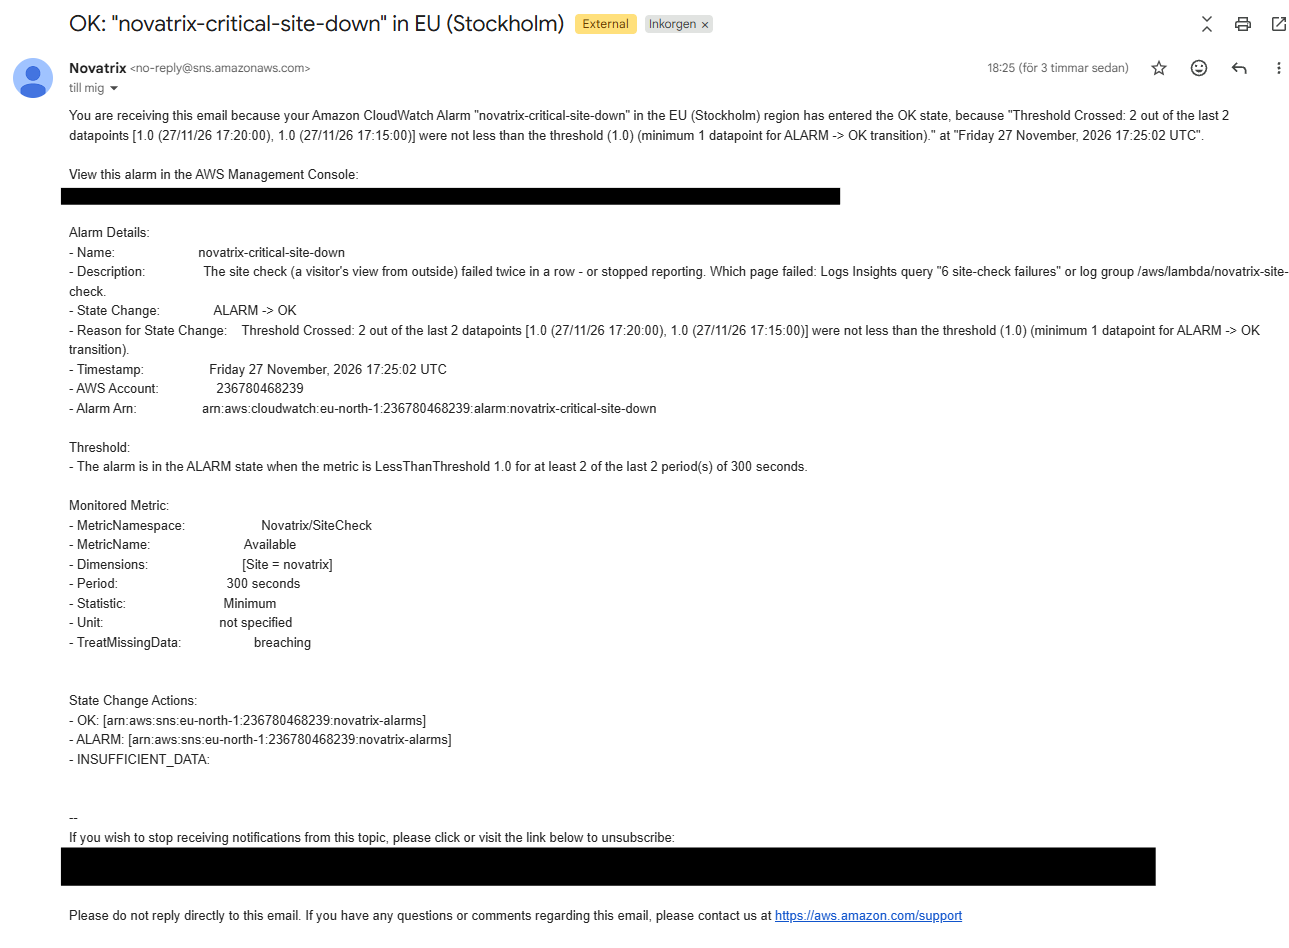 OK: "novatrix-critical-site-down" in EU (Stockholm) External Inkorgen ×
Novatrix <no-reply@sns.amazonaws.com> 18:25 (för 3 timmar sedan)
till mig
You are receiving this email because your Amazon CloudWatch Alarm "novatrix-critical-site-down" in the EU (Stockholm) region has entered the OK state, because "Threshold Crossed: 2 out of the last 2
datapoints [1.0 (27/11/26 17:20:00), 1.0 (27/11/26 17:15:00)] were not less than the threshold (1.0) (minimum 1 datapoint for ALARM -> OK transition)." at "Friday 27 November, 2026 17:25:02 UTC".
View this alarm in the AWS Management Console:
Alarm Details:
- Name: novatrix-critical-site-down
- Description: The site check (a visitor's view from outside) failed twice in a row - or stopped reporting. Which page failed: Logs Insights query "6 site-check failures" or log group /aws/lambda/novatrix-site-
check.
- State Change: ALARM -> OK
- Reason for State Change: Threshold Crossed: 2 out of the last 2 datapoints [1.0 (27/11/26 17:20:00), 1.0 (27/11/26 17:15:00)] were not less than the threshold (1.0) (minimum 1 datapoint for ALARM -> OK
transition).
- Timestamp: Friday 27 November, 2026 17:25:02 UTC
- AWS Account: 236780468239
- Alarm Arn: arn:aws:cloudwatch:eu-north-1:236780468239:alarm:novatrix-critical-site-down
Threshold:
- The alarm is in the ALARM state when the metric is LessThanThreshold 1.0 for at least 2 of the last 2 period(s) of 300 seconds.
Monitored Metric:
- MetricNamespace: Novatrix/SiteCheck
- MetricName: Available
- Dimensions: [Site = novatrix]
- Period: 300 seconds
- Statistic: Minimum
- Unit: not specified
- TreatMissingData: breaching
State Change Actions:
- OK: [arn:aws:sns:eu-north-1:236780468239:novatrix-alarms]
- ALARM: [arn:aws:sns:eu-north-1:236780468239:novatrix-alarms]
- INSUFFICIENT_DATA:
--
If you wish to stop receiving notifications from this topic, please click or visit the link below to unsubscribe:
Please do not reply directly to this email. If you have any questions or comments regarding this email, please contact us at https://aws.amazon.com/support